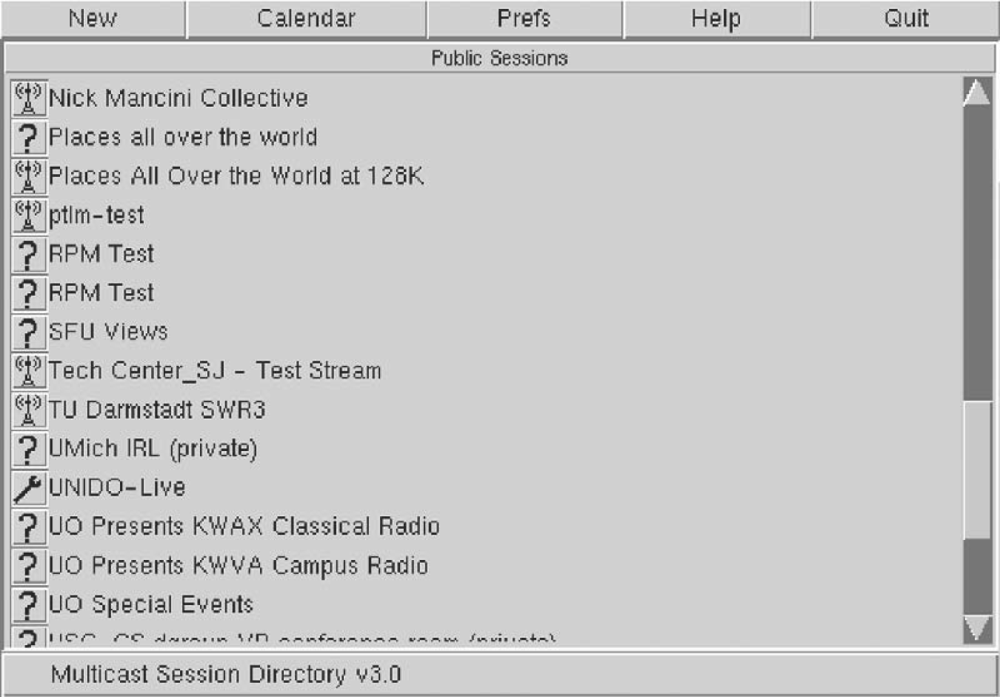 New Calendar Prefs Help Quit
Public Sessions
Nick Mancini Collective
Places all over the world
Places All Over the World at 128K
ptlm-test
RPM Test
RPM Test
SFU Views
Tech Center_SJ - Test Stream
TU Darmstadt SWR3
UMich IRL (private)
UNIDO-Live
UO Presents KWAX Classical Radio
UO Presents KWVA Campus Radio
UO Special Events
conference room (private)
Multicast Session Directory v3.0